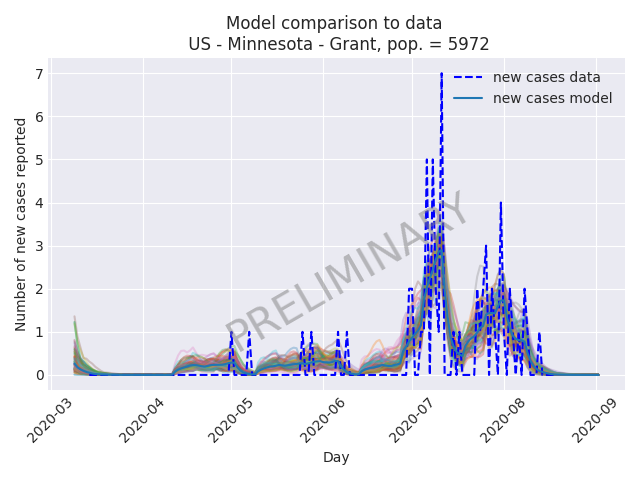 Model comparison to data
US - Minnesota - Grant, pop. = 5972
new cases data
new cases model
PRELIMINARY
Number of new cases reported
7
6
5
4
3
2
1
0
2020-03
2020-04
2020-05
2020-06
2020-07
2020-08
2020-09
Day